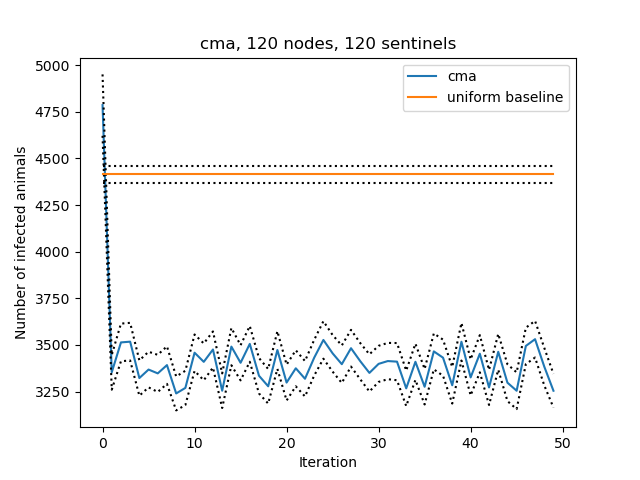 cma, 120 nodes, 120 sentinels
5000
4750
4500
4250
4000
3750
3500
3250
Number of infected animals
cma
uniform baseline
0
10
20
30
40
50
Iteration